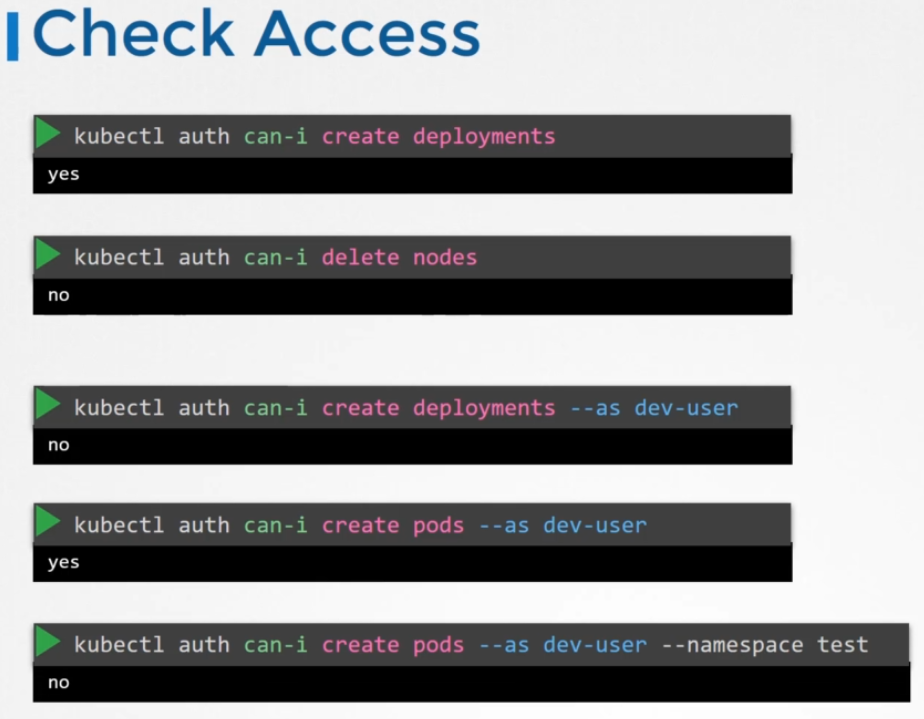 Check Access
kubectl auth can-i create deployments
yes
kubectl auth can-i delete nodes
no
kubectl auth can-i create deployments --as dev-user
no
kubectl auth can-i create pods --as dev-user
yes
kubectl auth can-i create pods --as dev-user --namespace test
no